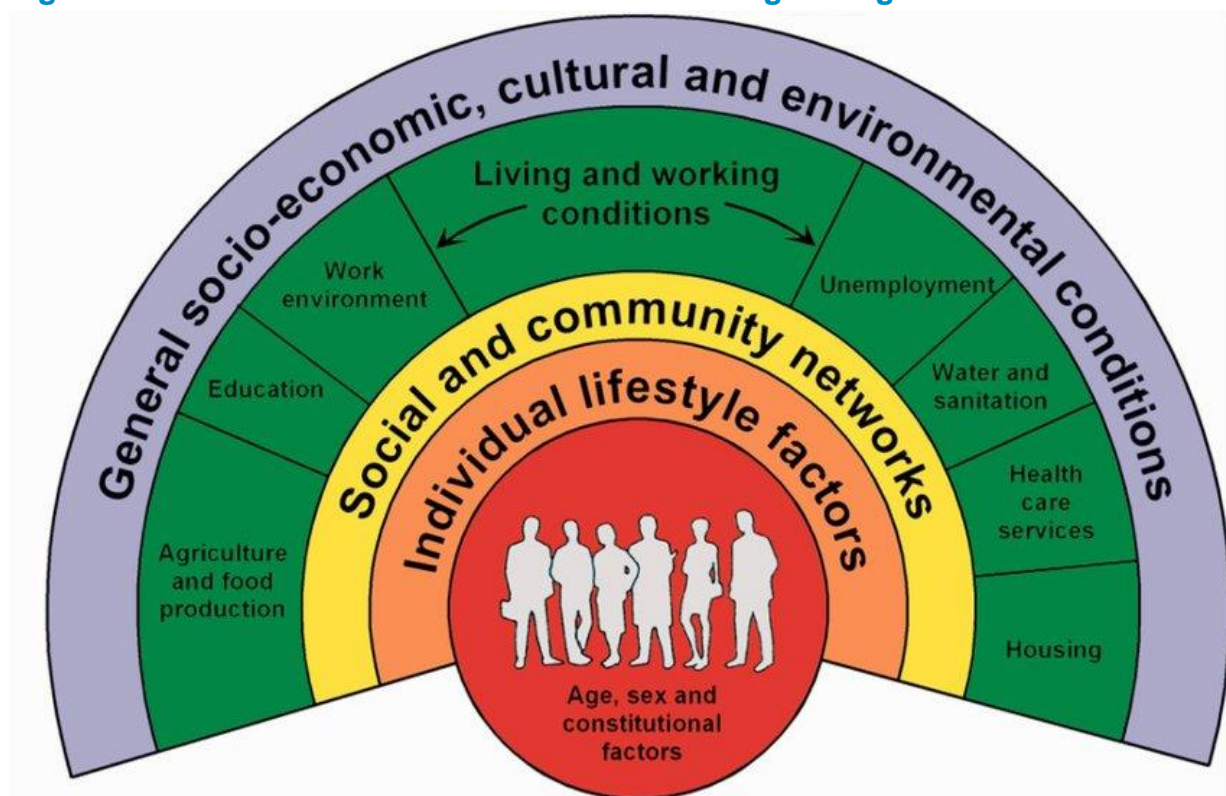 General socio-economic, cultural and environmental conditions
Living and working
conditions
Work
environment
Unemployment
Education
Water and
sanitation
Agriculture
and food
production
Health
care
services
Housing
Social and community networks
Individual lifestyle factors
Age, sex and
constitutional
factors